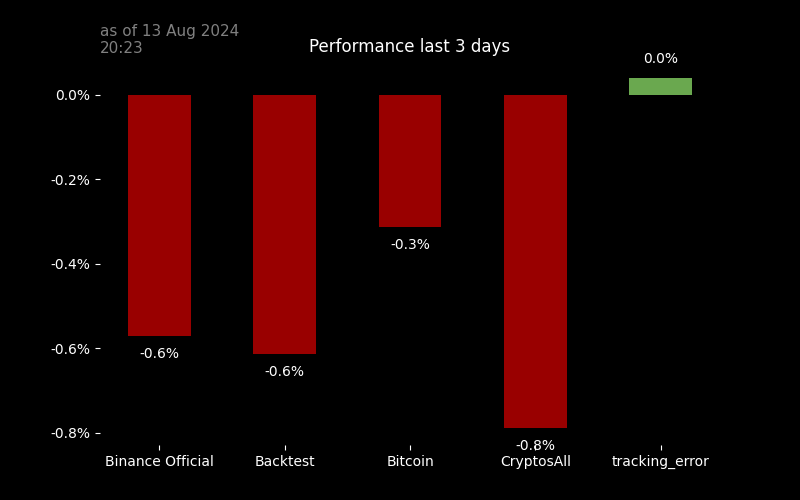 as of 13 Aug 2024
20:23
Performance last 3 days
0.0%
0.0%
-0.2%
-0.4%
-0.6%
-0.8%
-0.6%
-0.6%
-0.3%
-0.8%
Binance Official
Backtest
Bitcoin
CryptosAll
tracking_error